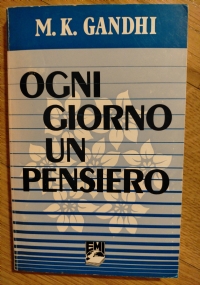 M. K. GANDHI
OGNI
GIORNO
UN
PENSIERO
EMI